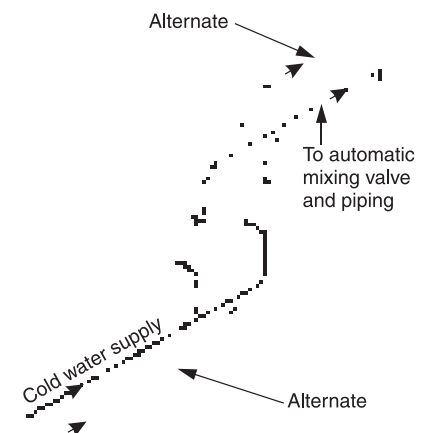 Alternate
To automatic
mixing valve
and piping
Cold water supply
Alternate